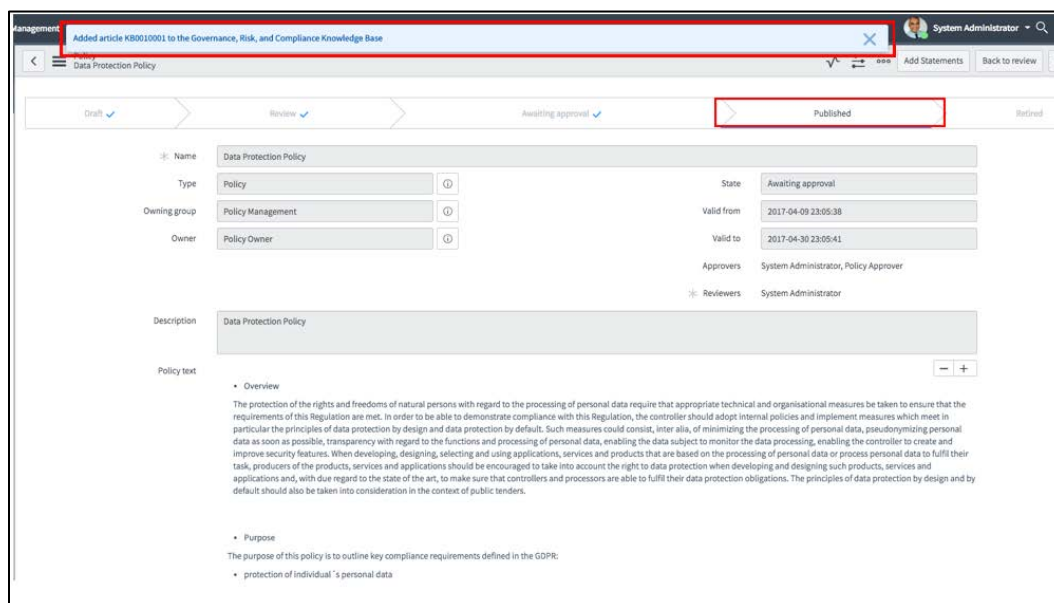 Management
Added article KB0010001 to the Governance, Risk, and Compliance Knowledge Base
System Administrator
Policy
Data Protection Policy
Add Statements
Back to review
Draft
Review
Awaiting approval
Published
Retired
Name
Data Protection Policy
Type
Policy
State
Awaiting approval
Owning group
Policy Management
Valid from
2017-04-09 23:05:38
Owner
Policy Owner
Valid to
2017-04-30 23:05:41
Approvers
System Administrator, Policy Approver
Reviewers
System Administrator
Description
Data Protection Policy
Policy text
• Overview
The protection of the rights and freedoms of natural persons with regard to the processing of personal data require that appropriate technical and organisational measures be taken to ensure that the
requirements of this Regulation are met. In order to be able to demonstrate compliance with this Regulation, the controller should adopt internal policies and implement measures which meet in
particular the principles of data protection by design and data protection by default. Such measures could consist, inter alia, of minimizing the processing of personal data, pseudonymizing personal
data as soon as possible, transparency with regard to the functions and processing of personal data, enabling the data subject to monitor the data processing, enabling the controller to create and
improve security features. When developing, designing, selecting and using applications, services and products that are based on the processing of personal data or process personal data to fulfil their
task, producers of the products, services and applications should be encouraged to take into account the right to data protection when developing and designing such products, services and
applications and, with due regard to the state of the art, to make sure that controllers and processors are able to fulfil their data protection obligations. The principles of data protection by design and by
default should also be taken into consideration in the context of public tenders.
• Purpose
The purpose of this policy is to outline key compliance requirements defined in the GDPR:
• protection of individual´s personal data